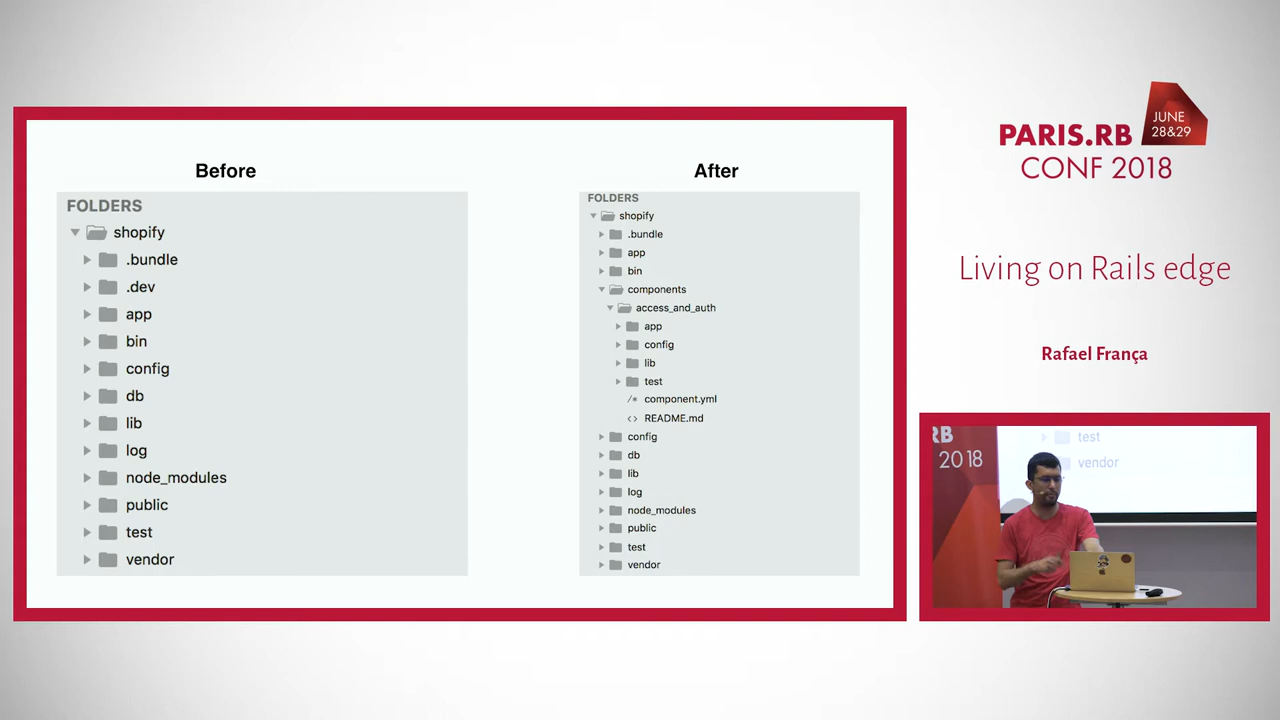 Before
FOLDERS
shopify
.bundle
.dev
app
bin
config
db
lib
log
node_modules
public
test
vendor
After
FOLDERS
shopify
.bundle
app
bin
components
access_and_auth
app
config
lib
test
/* component.yml
<> README.md
config
db
lib
log
node_modules
public
test
vendor
PARIS.RB
JUNE
28&29
CONF 2018
Living on Rails edge
Rafael França
RB
2018
test
vendor